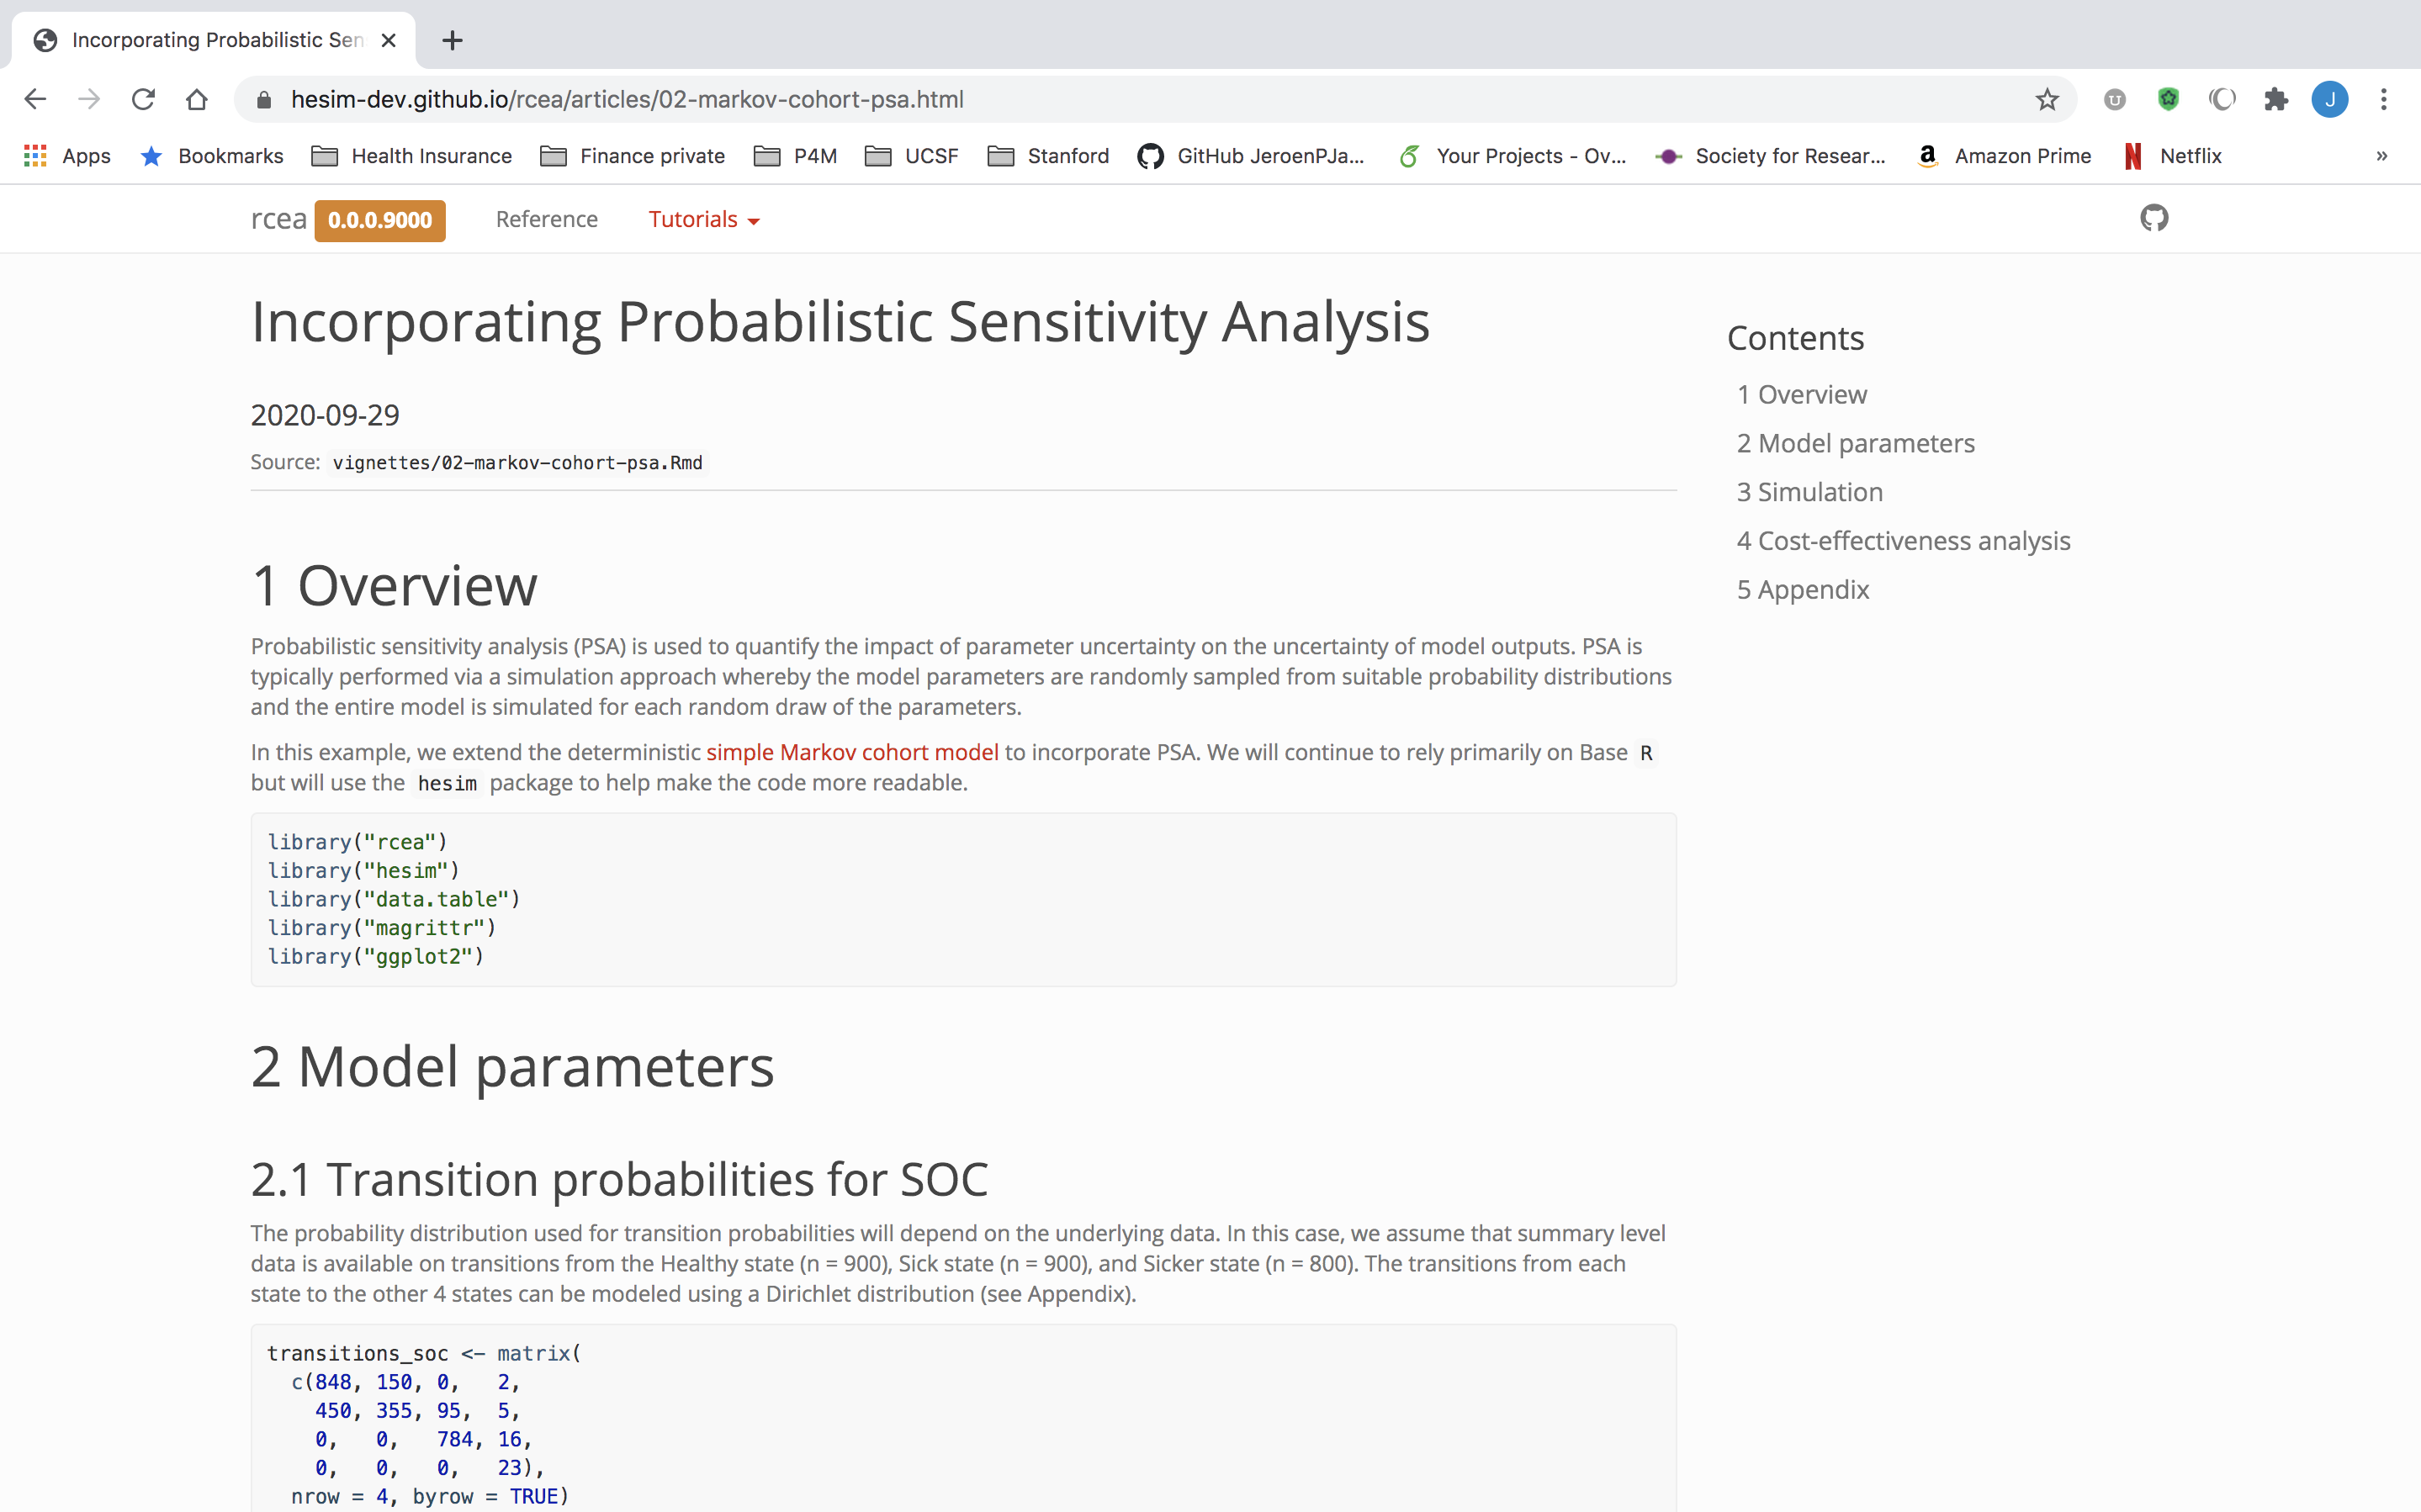 Incorporating Probabilistic Sen
hesim-dev.github.io/rcea/articles/02-markov-cohort-psa.html
J
Apps Bookmarks Health Insurance Finance private P4M UCSF Stanford GitHub JeroenPJa... Your Projects - Ov... Society for Resear... Amazon Prime Netflix »
rcea 0.0.0.9000 Reference Tutorials
Incorporating Probabilistic Sensitivity Analysis
2020-09-29
Source: vignettes/02-markov-cohort-psa.Rmd
1 Overview
Probabilistic sensitivity analysis (PSA) is used to quantify the impact of parameter uncertainty on the uncertainty of model outputs. PSA is
typically performed via a simulation approach whereby the model parameters are randomly sampled from suitable probability distributions
and the entire model is simulated for each random draw of the parameters.
In this example, we extend the deterministic simple Markov cohort model to incorporate PSA. We will continue to rely primarily on Base R
but will use the hesim package to help make the code more readable.
library("rcea")
library("hesim")
library("data.table")
library("magrittr")
library("ggplot2")
2 Model parameters
2.1 Transition probabilities for SOC
The probability distribution used for transition probabilities will depend on the underlying data. In this case, we assume that summary level
data is available on transitions from the Healthy state (n = 900), Sick state (n = 900), and Sicker state (n = 800). The transitions from each
state to the other 4 states can be modeled using a Dirichlet distribution (see Appendix).
transitions_soc <- matrix(
c(848, 150, 0, 2,
450, 355, 95, 5,
0, 0, 784, 16,
0, 0, 0, 23),
nrow = 4, byrow = TRUE)
Contents
1 Overview
2 Model parameters
3 Simulation
4 Cost-effectiveness analysis
5 Appendix